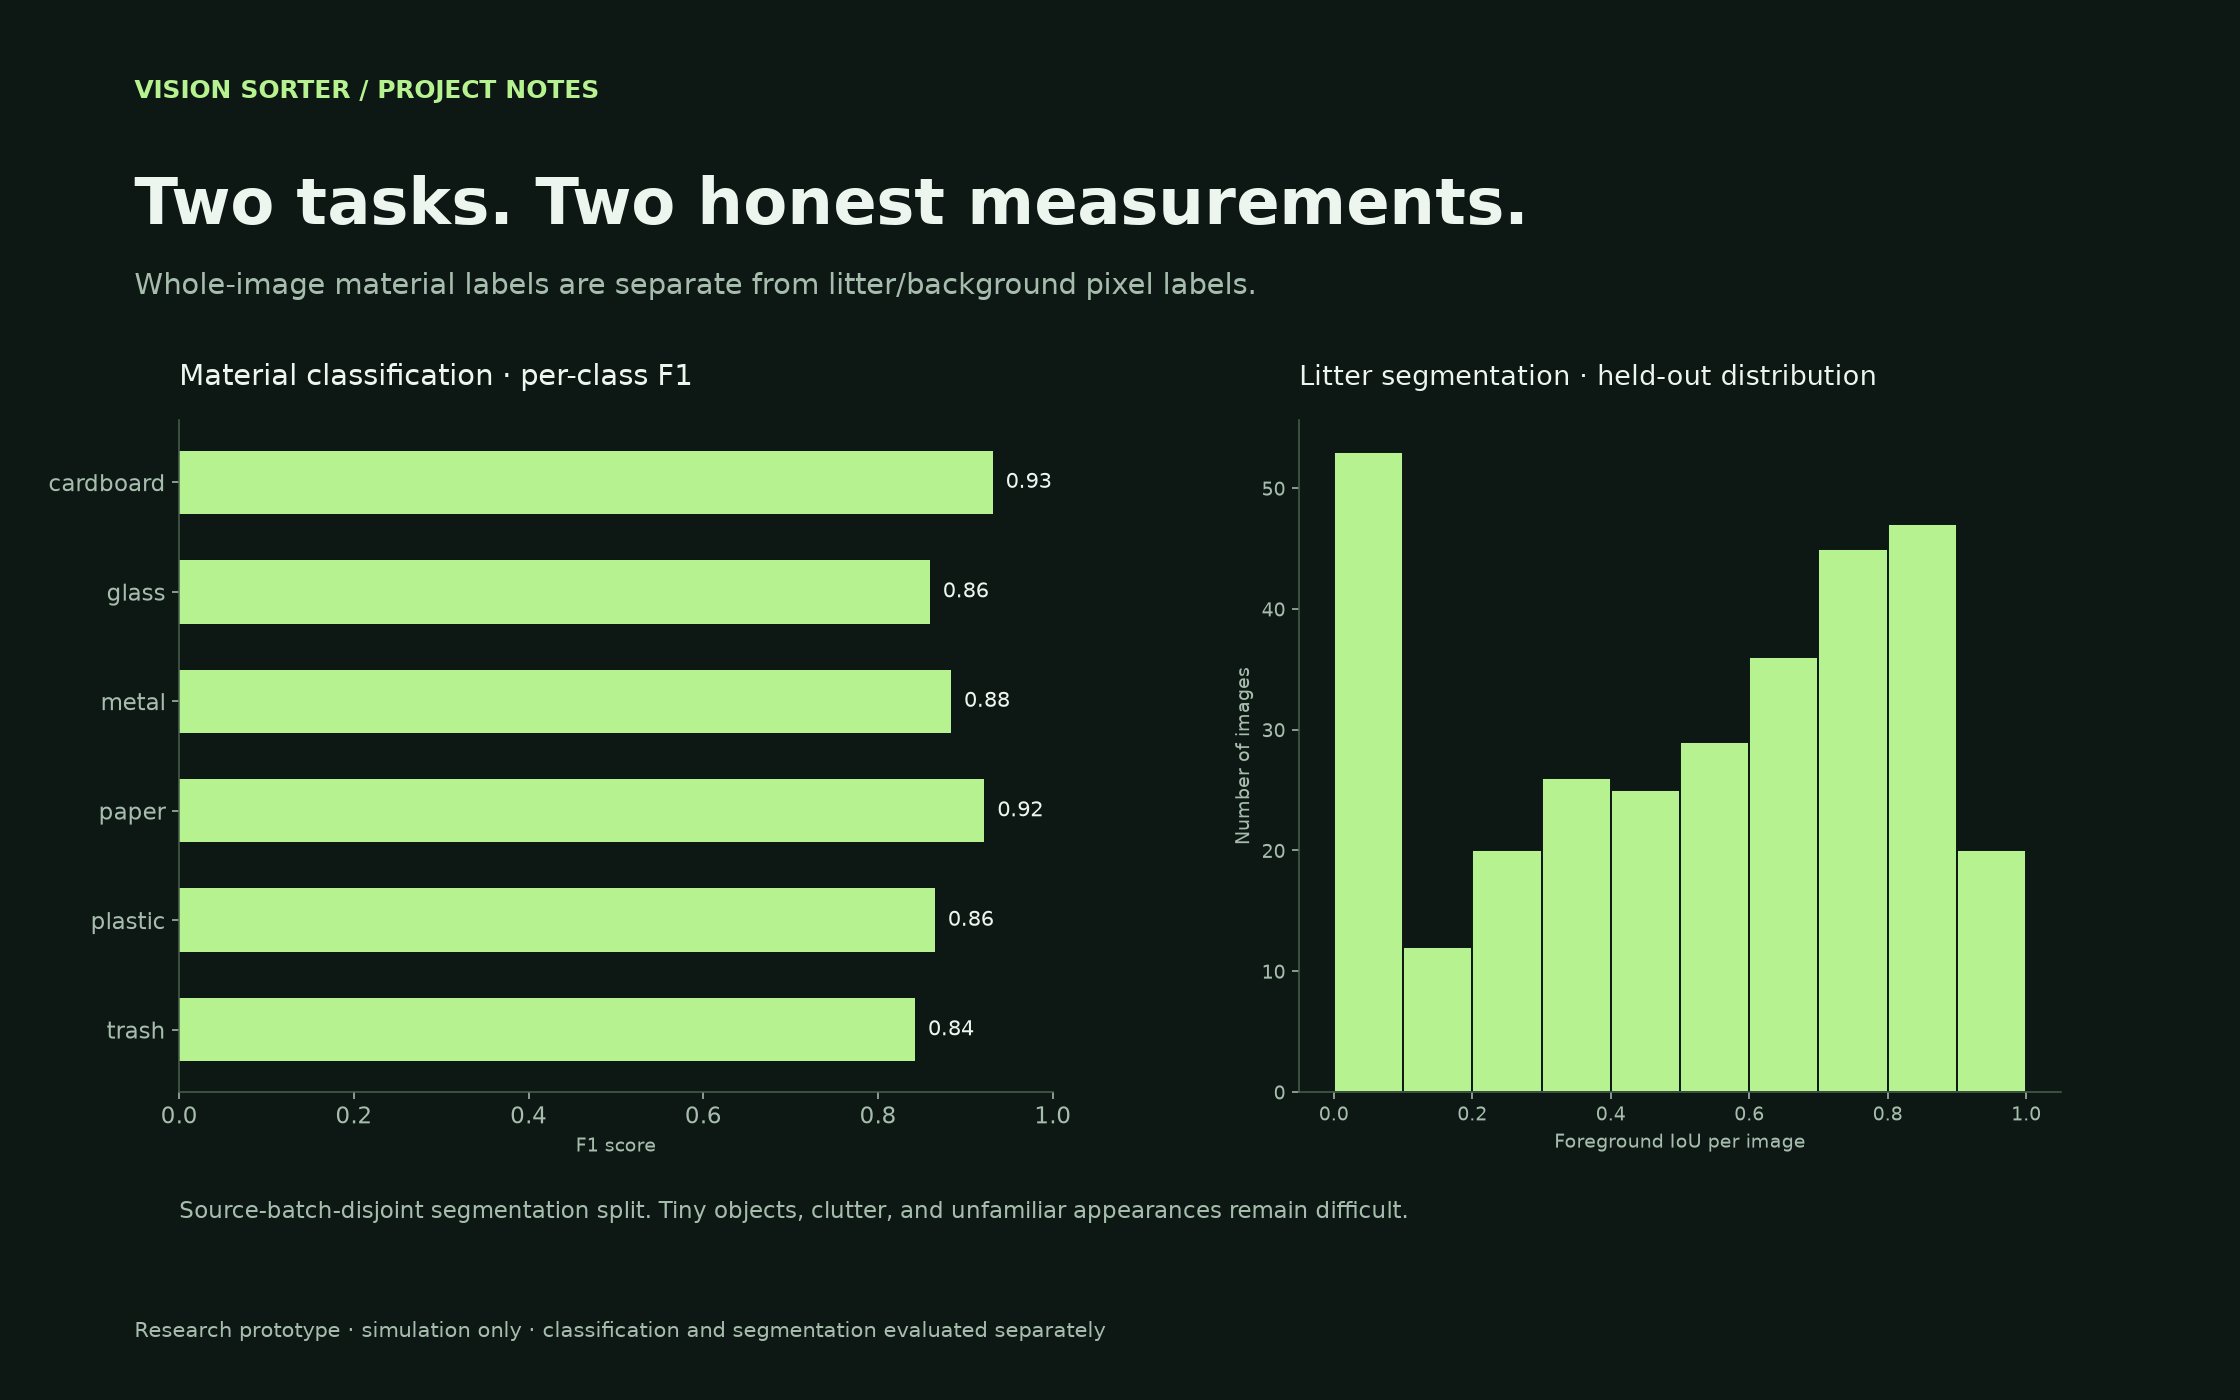 VISION SORTER / PROJECT NOTES
Two tasks. Two honest measurements.
Whole-image material labels are separate from litter/background pixel labels.
Material classification · per-class F1
cardboard
0.93
glass
0.86
metal
0.88
paper
0.92
plastic
0.86
trash
0.84
0.0 0.2 0.4 0.6 0.8 1.0
F1 score
Litter segmentation · held-out distribution
Number of images
50
40
30
20
10
0
0.0 0.2 0.4 0.6 0.8 1.0
Foreground IoU per image
Source-batch-disjoint segmentation split. Tiny objects, clutter, and unfamiliar appearances remain difficult.
Research prototype · simulation only · classification and segmentation evaluated separately